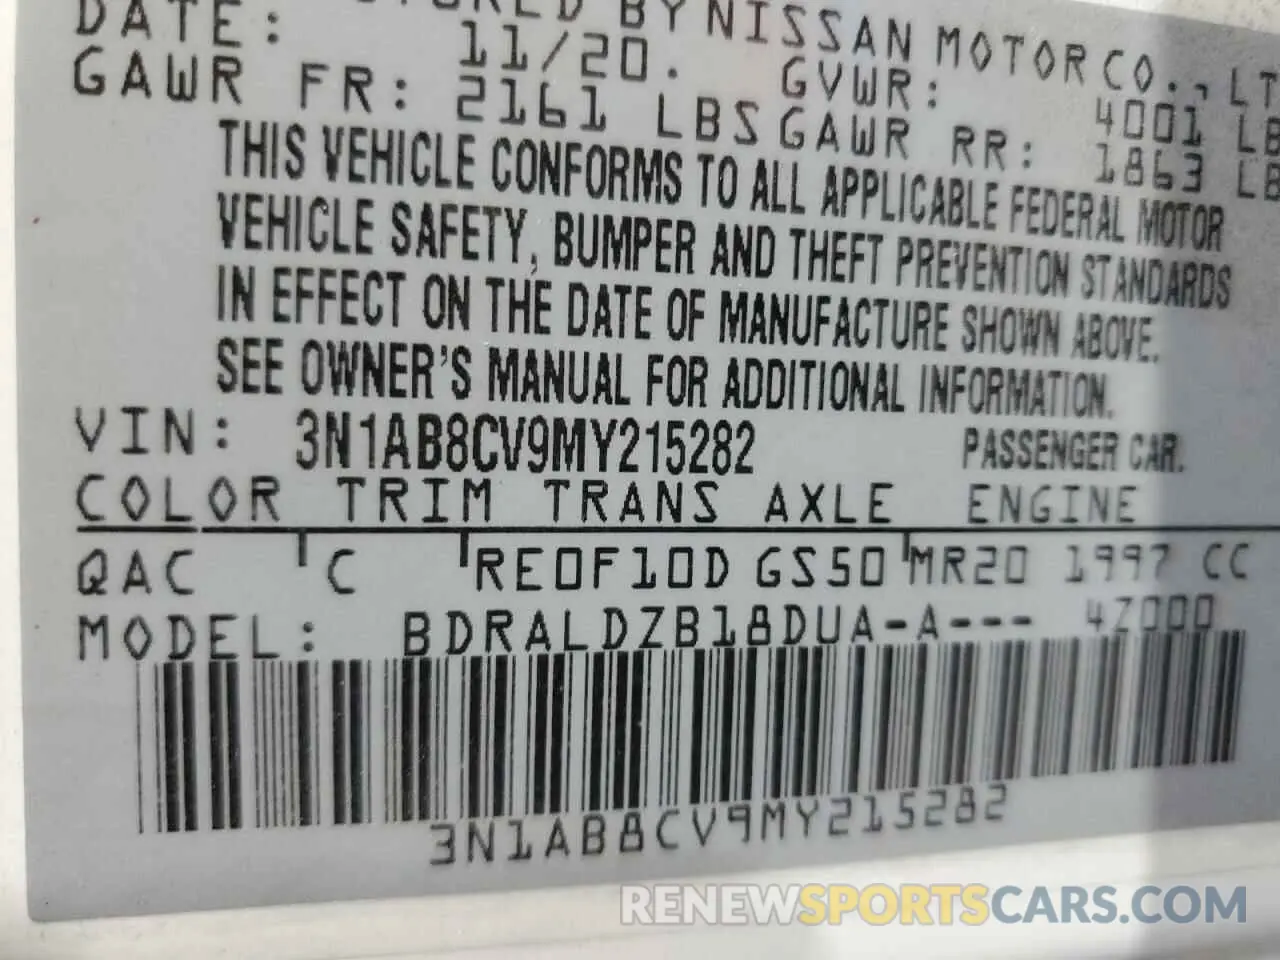 BY NISSAN MOTOR CO., LT
DATE: 11/20. GVWR: 4001 LB
GAWR FR: 2161 LBS GAWR RR: 1863 LB
THIS VEHICLE CONFORMS TO ALL APPLICABLE FEDERAL MOTOR
VEHICLE SAFETY, BUMPER AND THEFT PREVENTION STANDARDS
IN EFFECT ON THE DATE OF MANUFACTURE SHOWN ABOVE.
SEE OWNER'S MANUAL FOR ADDITIONAL INFORMATION.
VIN: 3N1AB8CV9MY215282 PASSENGER CAR.
COLOR TRIM TRANS AXLE ENGINE
QAC C RE0F10D GS50 MR20 1997 CC
MODEL: BDRALDZB18DUA-A--- 4Z000
3N1AB8CV9MY215282
RENEWSPORTSCARS.COM